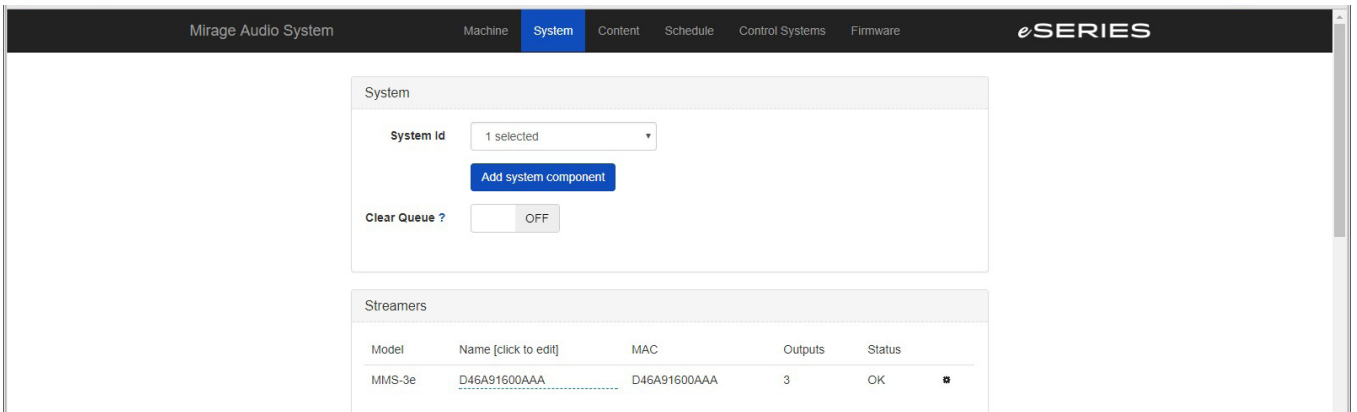 Mirage Audio System Machine System Content Schedule Control Systems Firmware eSERIES
System
System Id 1 selected
Add system component
Clear Queue ? OFF
Streamers
Model Name [click to edit] MAC Outputs Status
MMS-3e D46A91600AAA D46A91600AAA 3 OK